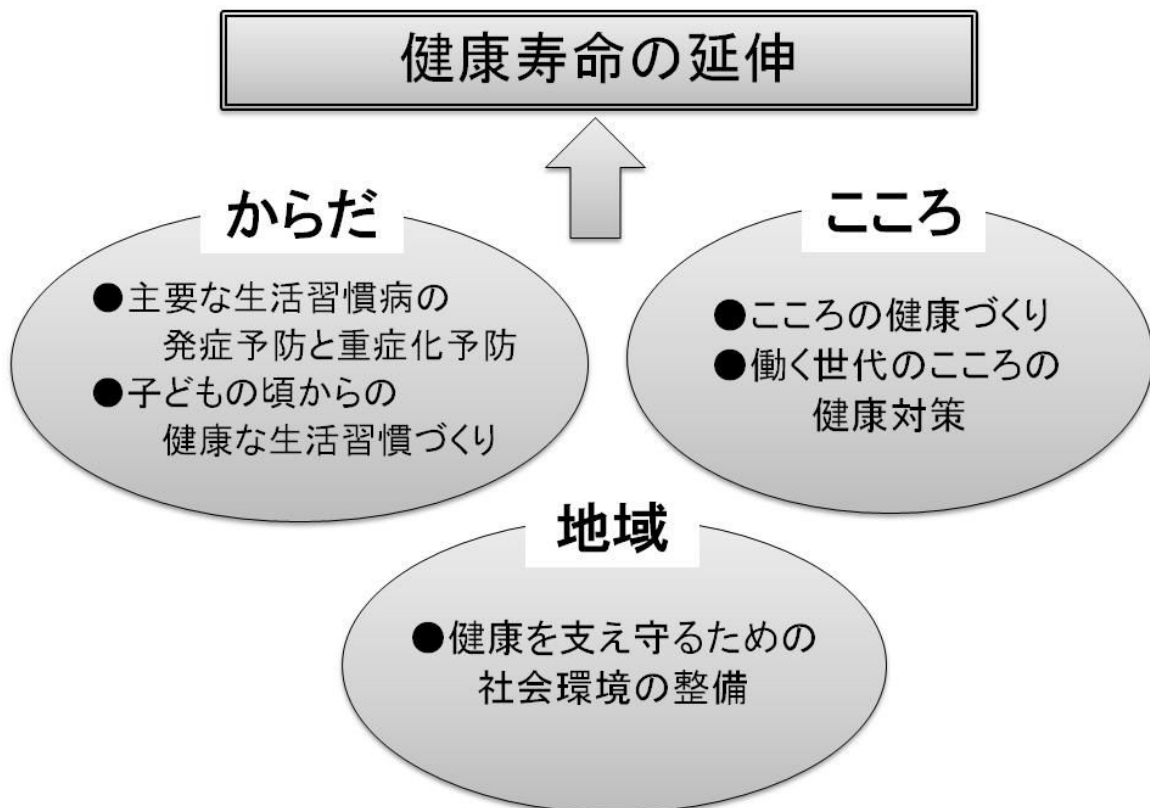 健康寿命の延伸
からだ
●主要な生活習慣病の
発症予防と重症化予防
●子どもの頃からの
健康な生活習慣づくり
こころ
●こころの健康づくり
●働く世代のこころの
健康対策
地域
●健康を支え守るための
社会環境の整備